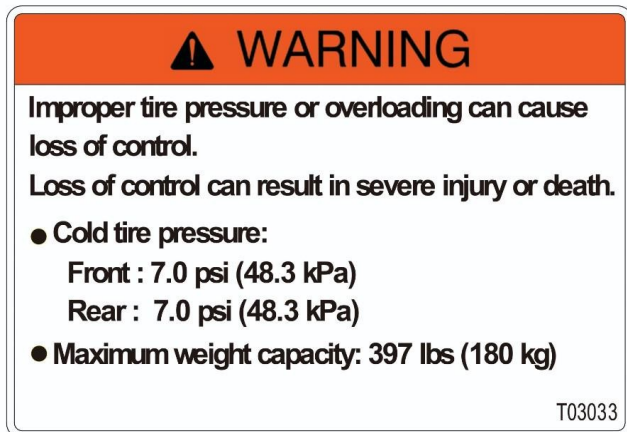 WARNING
Improper tire pressure or overloading can cause
loss of control.
Loss of control can result in severe injury or death.
● Cold tire pressure:
Front : 7.0 psi (48.3 kPa)
Rear : 7.0 psi (48.3 kPa)
● Maximum weight capacity: 397 lbs (180 kg)
T03033